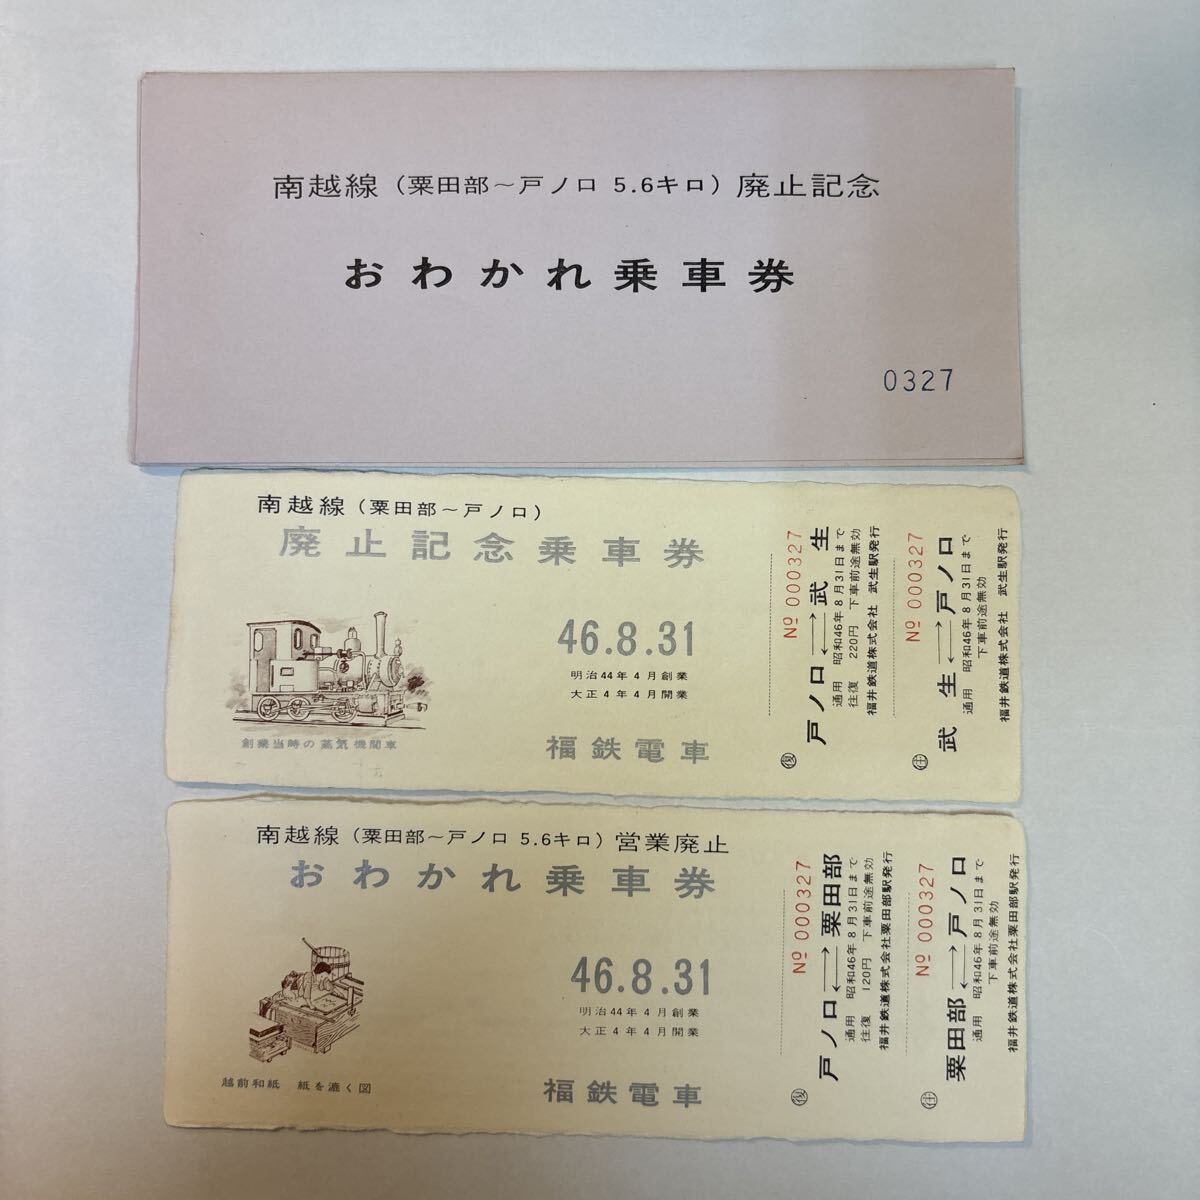 南越線（粟田部～戸ノ口 5.6キロ）廃止記念
おわかれ乗車券
0327
南越線（粟田部～戸ノ口）
廃止記念乗車券
46.8.31
明治44年4月創業
大正4年4月開業
創業当時の蒸気機関車
福鉄電車
№ 000327
戸ノ口⇄武生
通用 昭和46年8月31日まで
往復 220円 下車前途無効
福井鉄道株式会社 武生駅発行
復
№ 000327
武生⇄戸ノ口
通用 昭和46年8月31日まで
下車前途無効
福井鉄道株式会社 武生駅発行
往
南越線（粟田部～戸ノ口 5.6キロ）営業廃止
おわかれ乗車券
46.8.31
明治44年4月創業
大正4年4月開業
越前和紙 紙を漉く図
福鉄電車
№ 000327
戸ノ口⇄粟田部
通用 昭和46年8月31日まで
往復 120円 下車前途無効
福井鉄道株式会社粟田部駅発行
復
№ 000327
粟田部⇄戸ノ口
通用 昭和46年8月31日まで
下車前途無効
福井鉄道株式会社粟田部駅発行
往